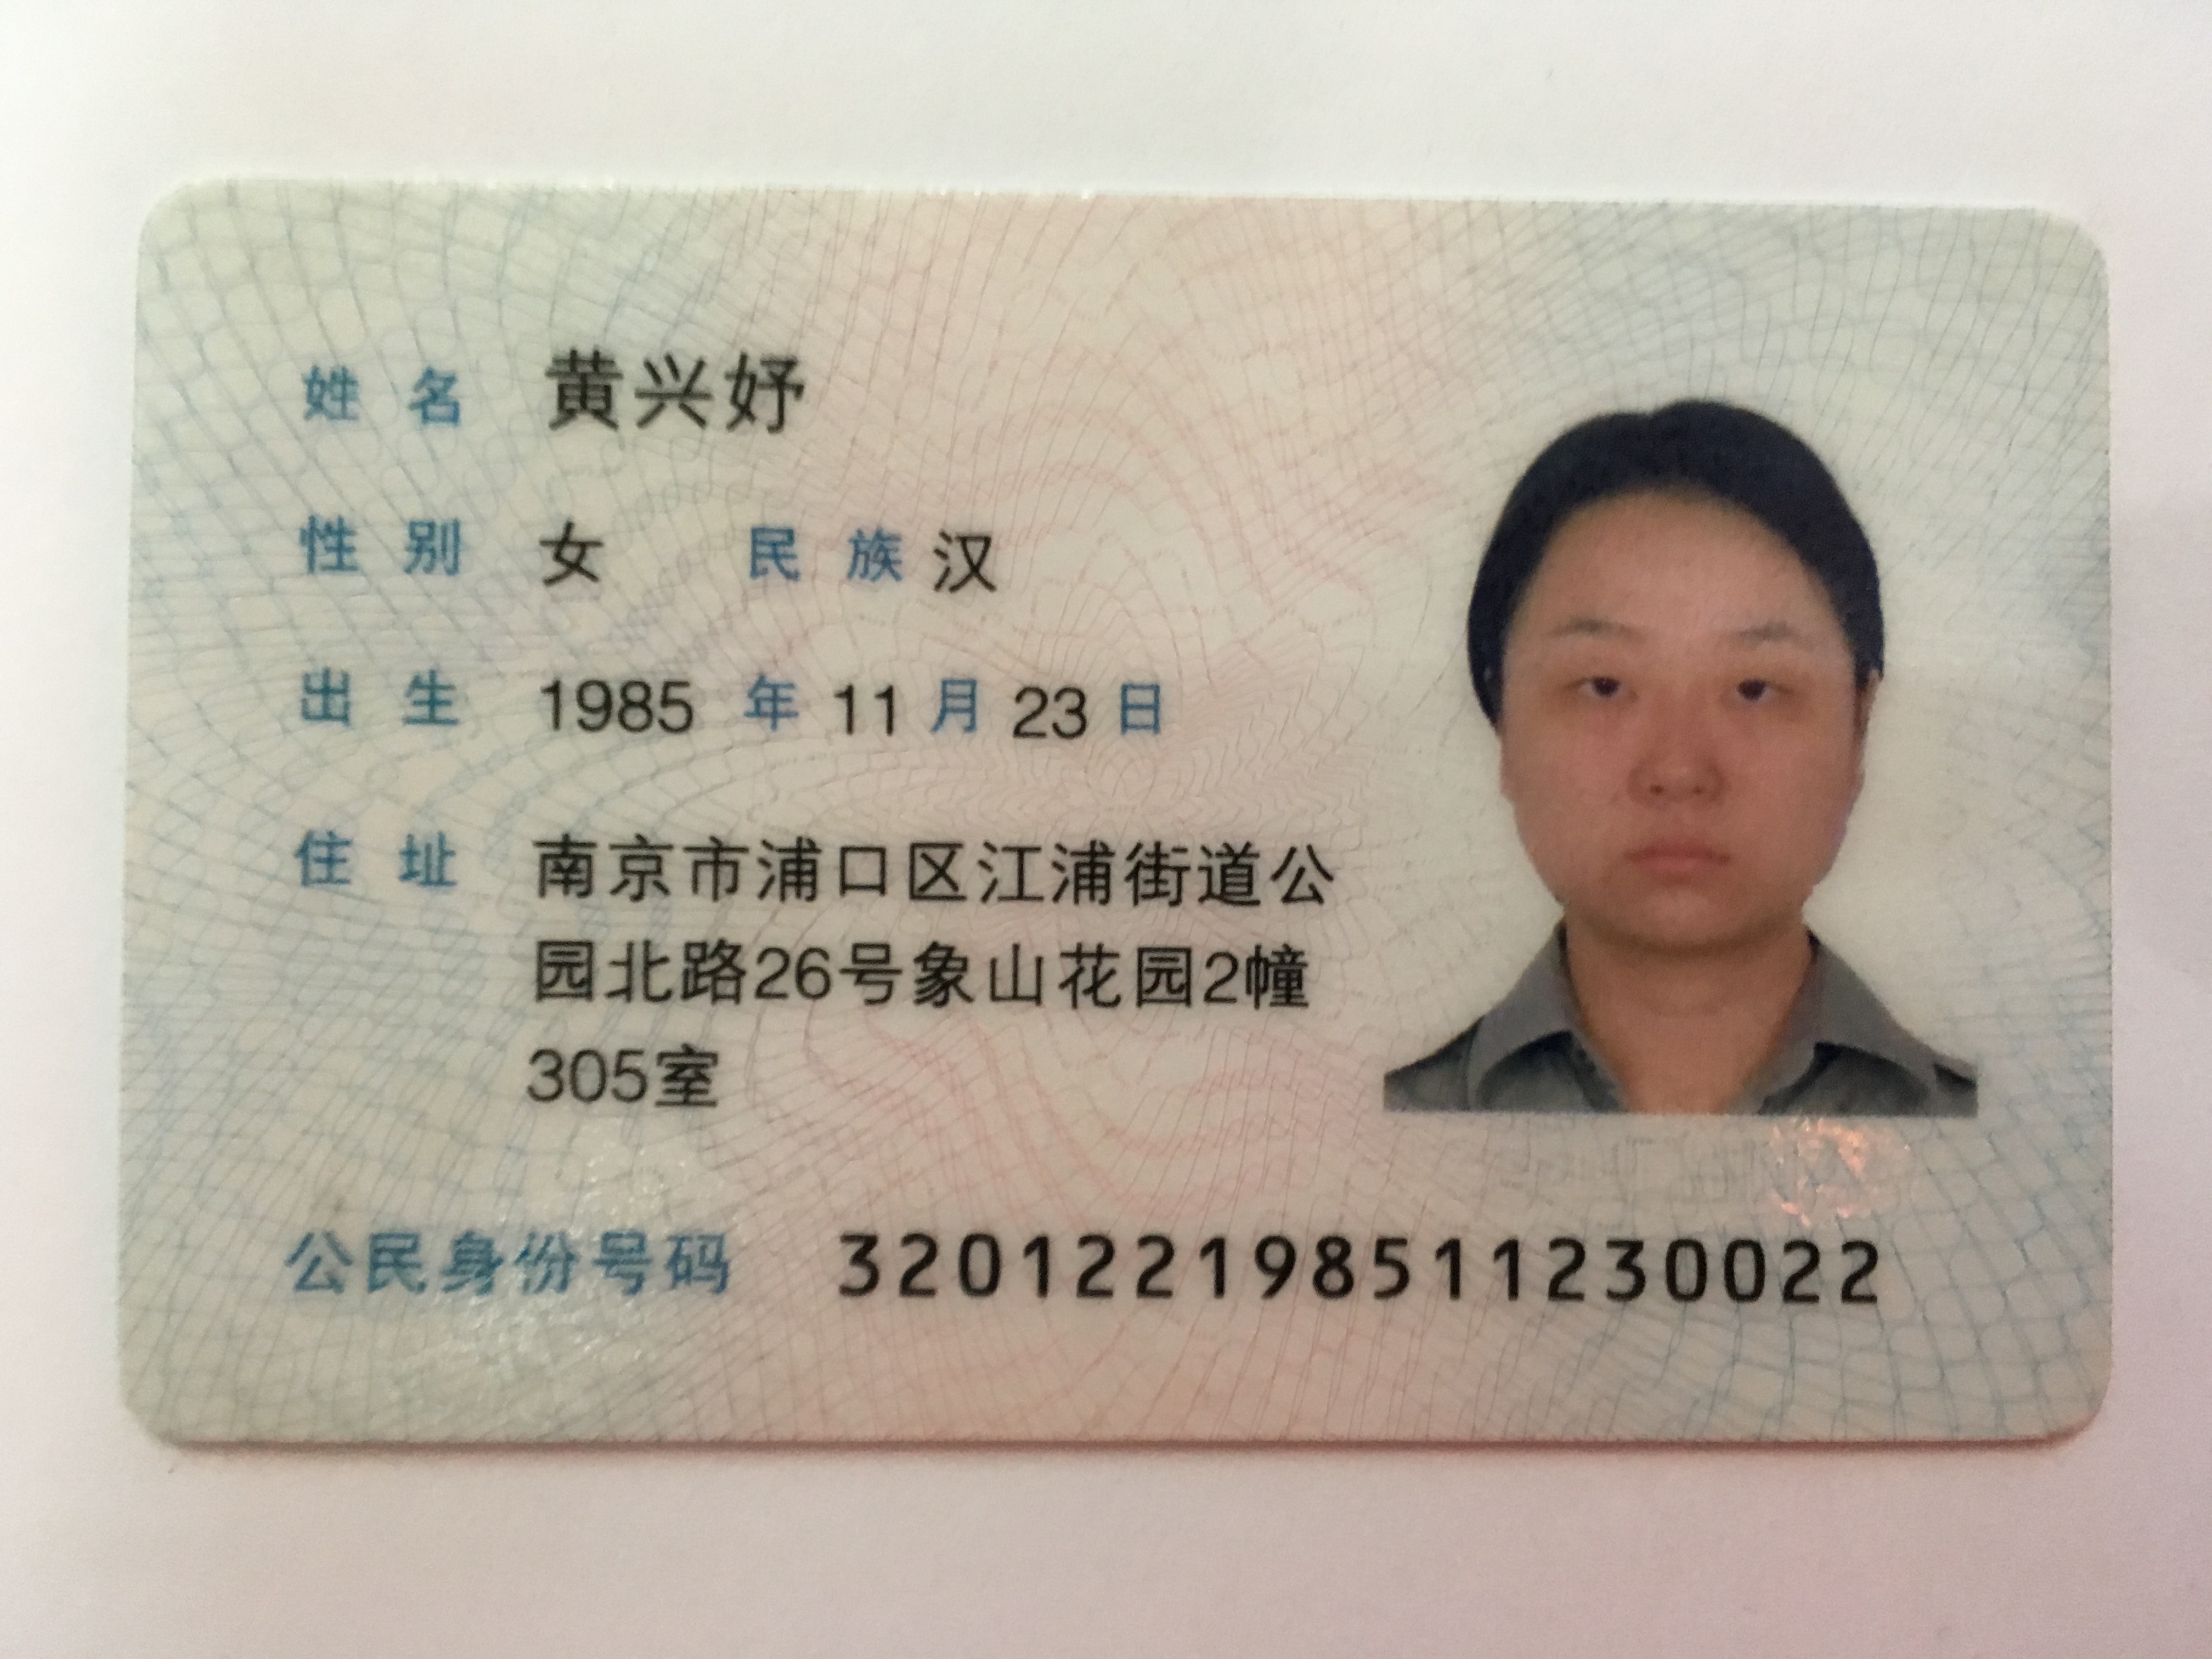 姓名 黄兴妤
性别 女 民族 汉
出生 1985 年 11 月 23 日
住址 南京市浦口区江浦街道公
园北路26号象山花园2幢
305室
公民身份号码 320122198511230022